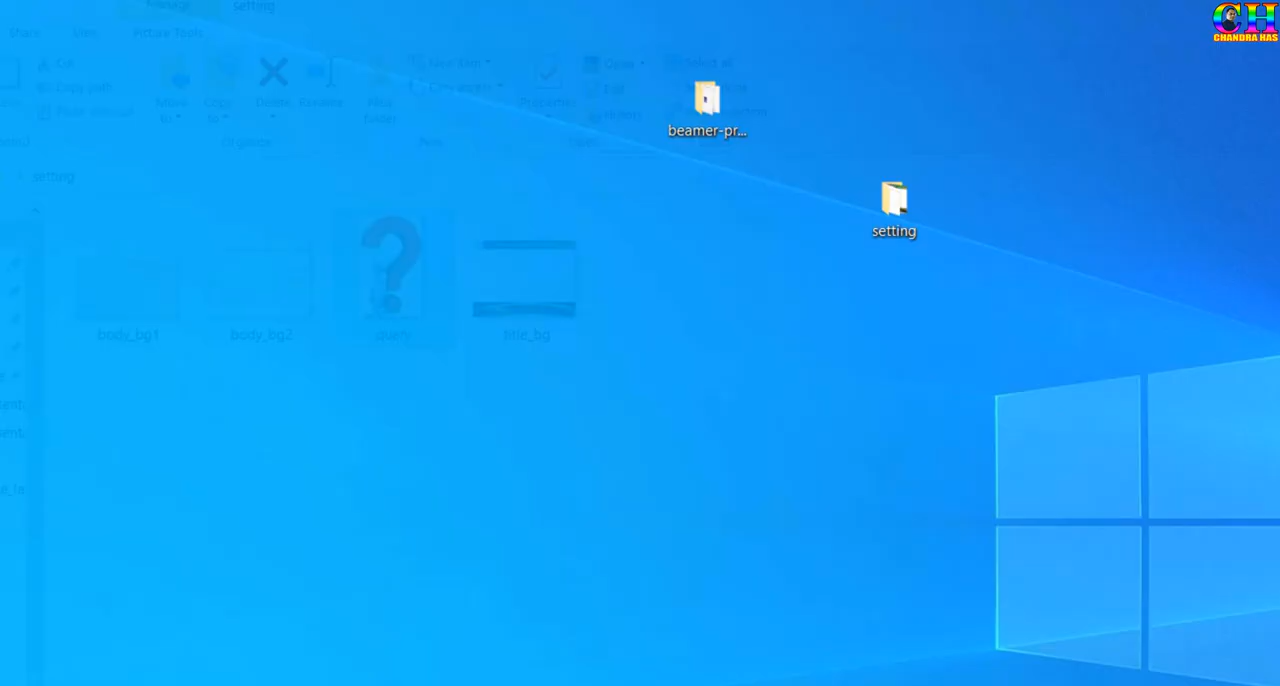 Manage
setting
Share
View
Picture Tools
Cut
Copy path
Paste shortcut
Move
to
Copy
to
Delete
Rename
New
folder
New item
Easy access
Properties
Open
Edit
History
Select all
Organize
New
Open
setting
body_bg1
body_bg2
query
title_bg
beamer-pr...
setting
CH
CHANDRA HAS